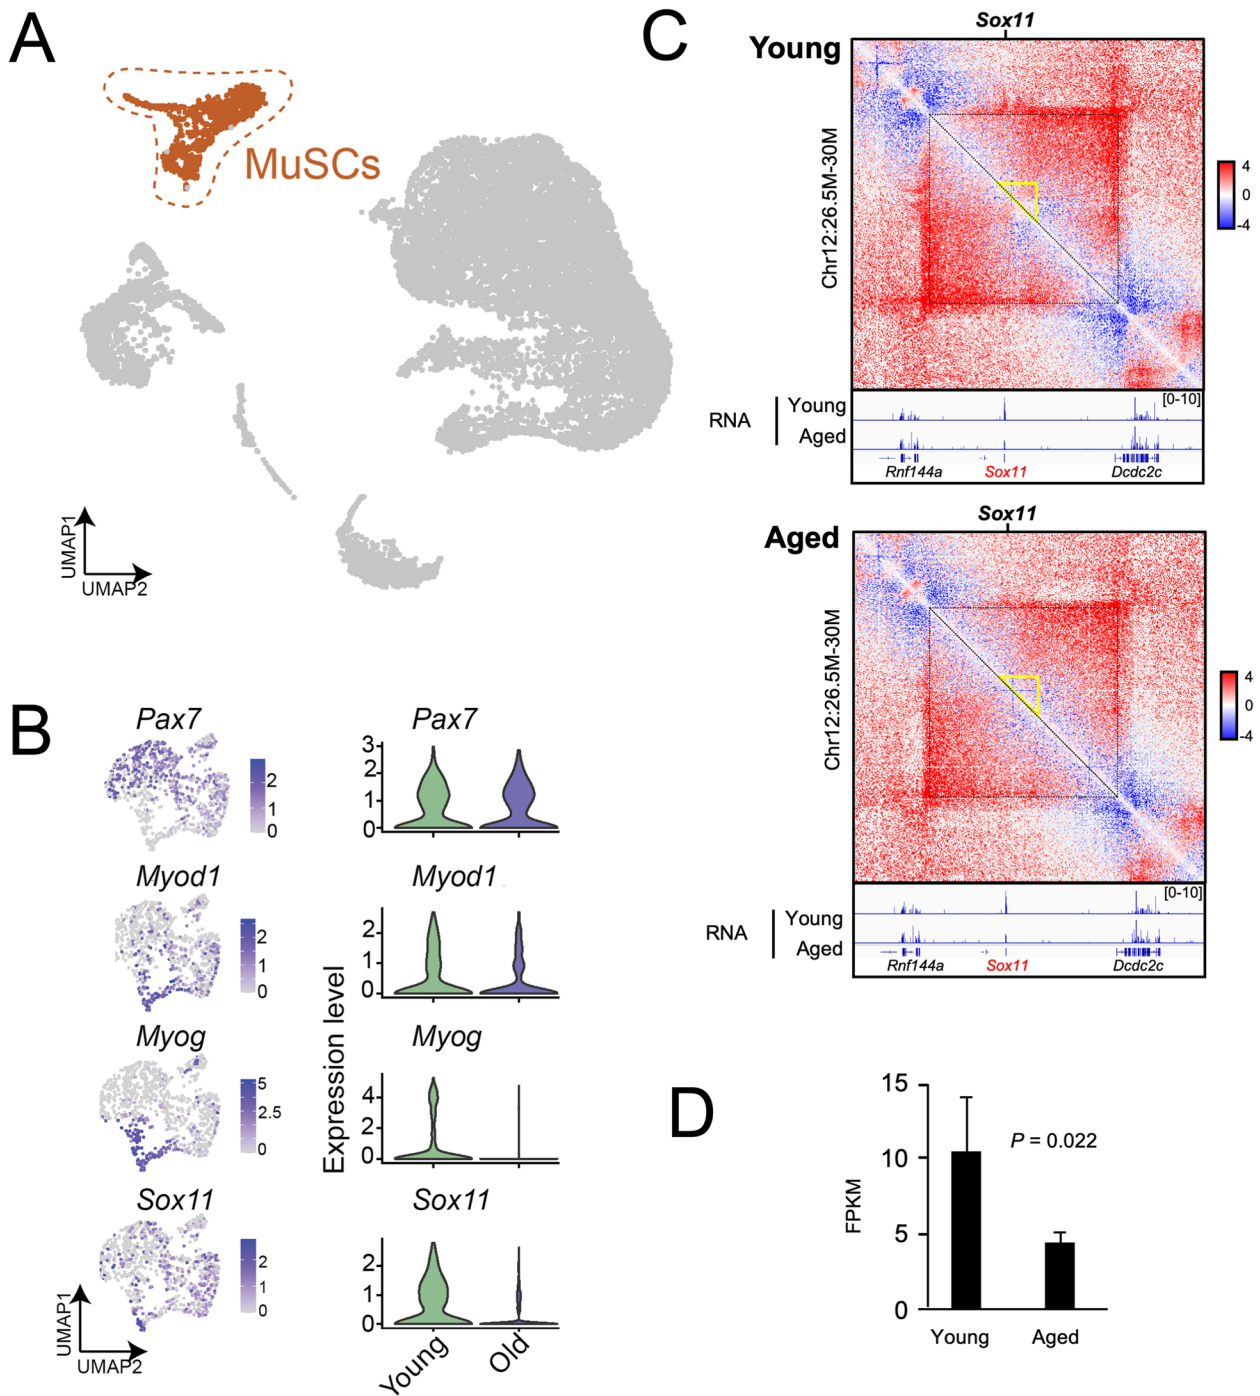 A
MuSCs
UMAP1
UMAP2
B
Pax7
2
1
0
Pax7
3
2
1
0
Myod1
2
1
0
Myod1
2
1
0
Myog
5
2.5
0
Myog
4
2
0
Sox11
2
1
0
Sox11
2
1
0
Expression level
Young
Old
UMAP1
UMAP2
C
Sox11
Young
Chr12:26.5M-30M
4
0
-4
[0-10]
RNA
Young
Aged
Rnf144a
Sox11
Dcdc2c
Sox11
Aged
Chr12:26.5M-30M
4
0
-4
[0-10]
RNA
Young
Aged
Rnf144a
Sox11
Dcdc2c
D
15
10
5
0
FPKM
P = 0.022
Young
Aged